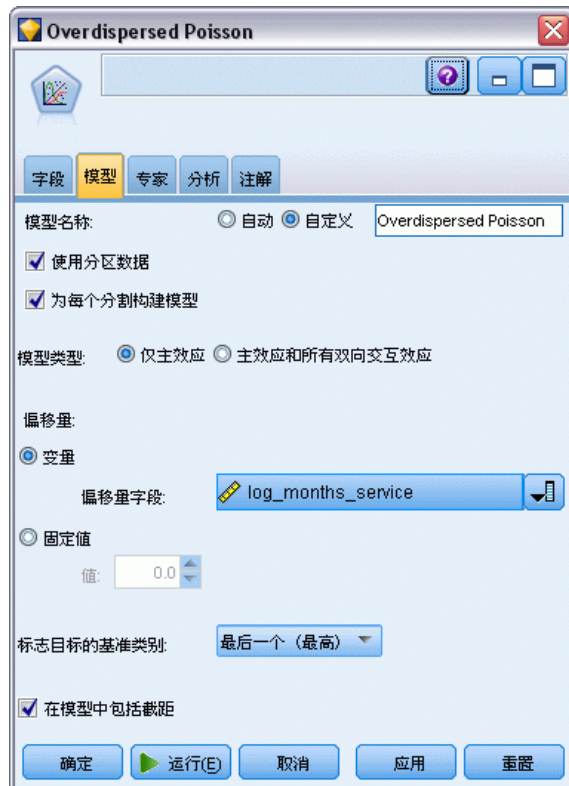 Overdispersed Poisson
字段 模型 专家 分析 注解
模型名称: 自动 自定义 Overdispersed Poisson
使用分区数据
为每个分割构建模型
模型类型: 仅主效应 主效应和所有双向交互效应
偏移量:
变量
偏移量字段: log_months_service
固定值
值: 0.0
标志目标的基准类别: 最后一个（最高）
在模型中包括截距
确定 运行(E) 取消 应用 重置